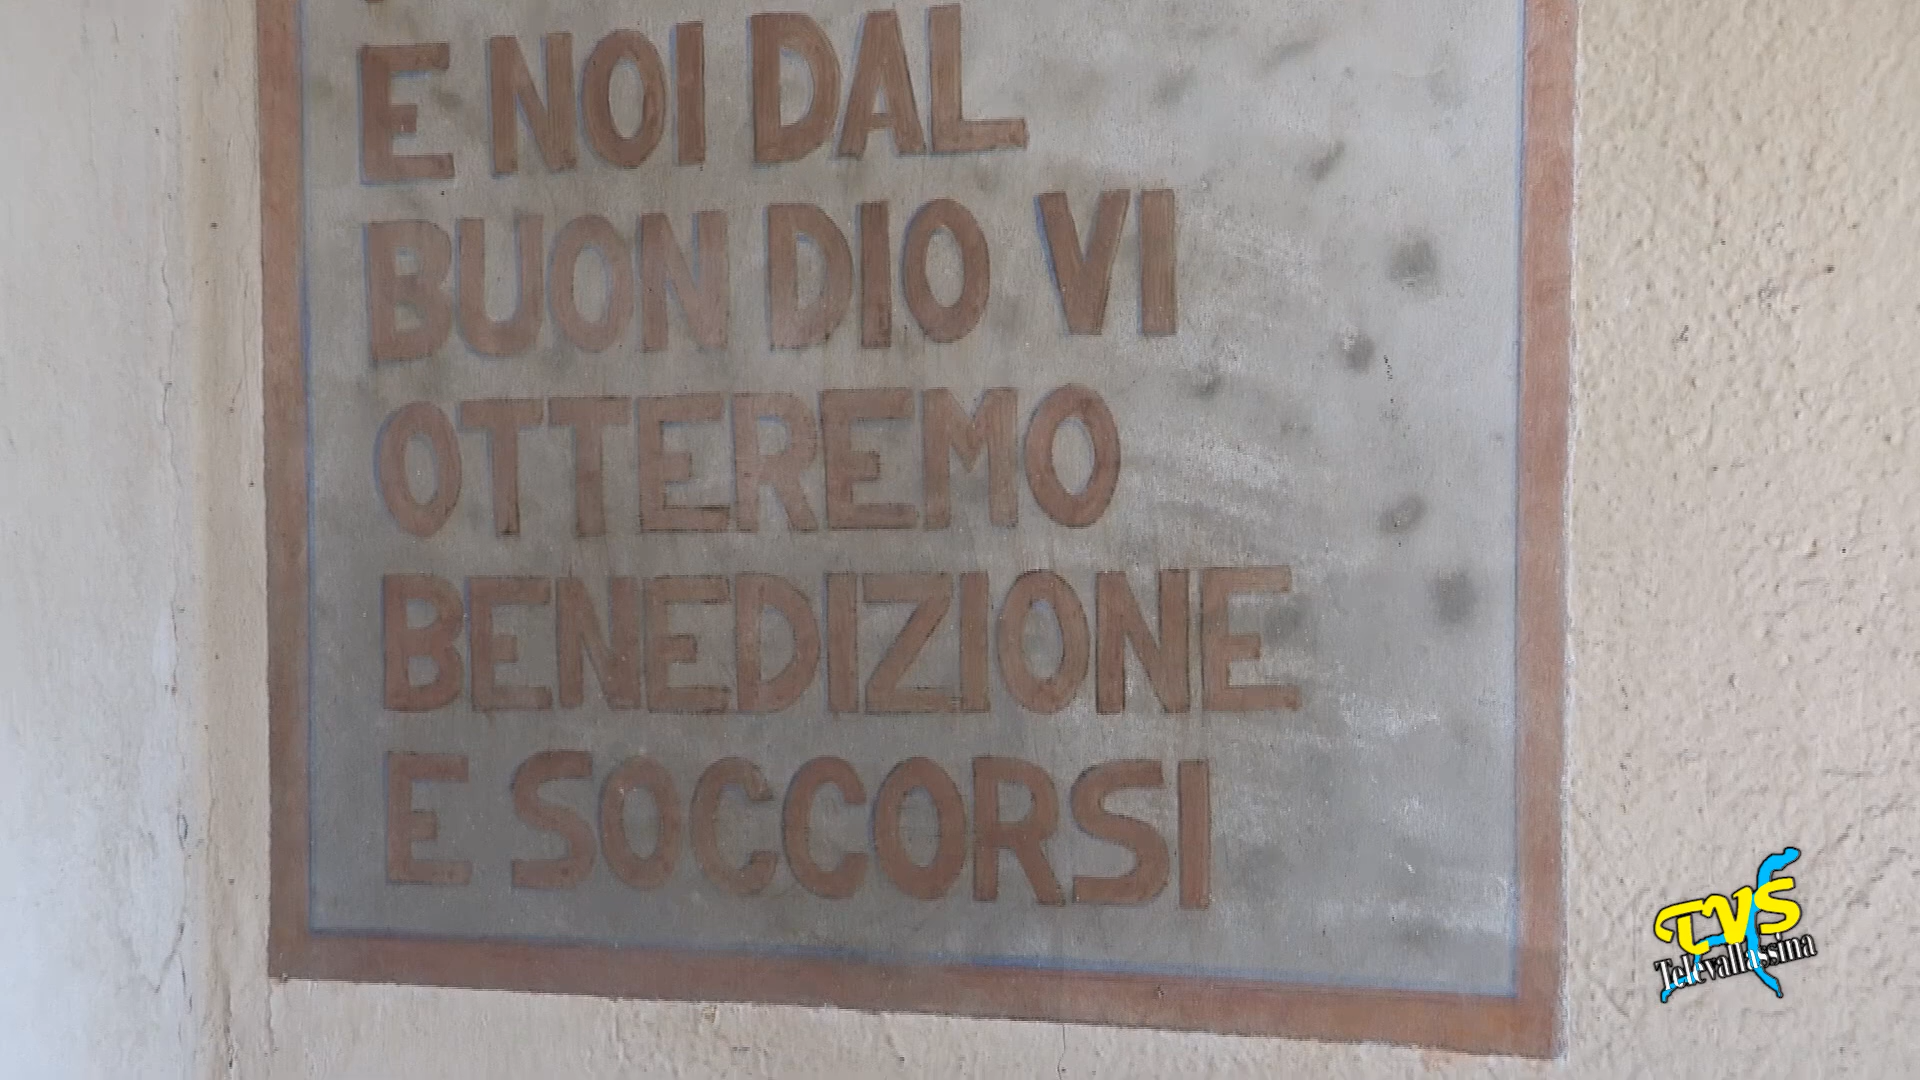 E NOI DAL
BUON DIO VI
OTTEREMO
BENEDIZIONE
E SOCCORSI
TVS
Televallassina